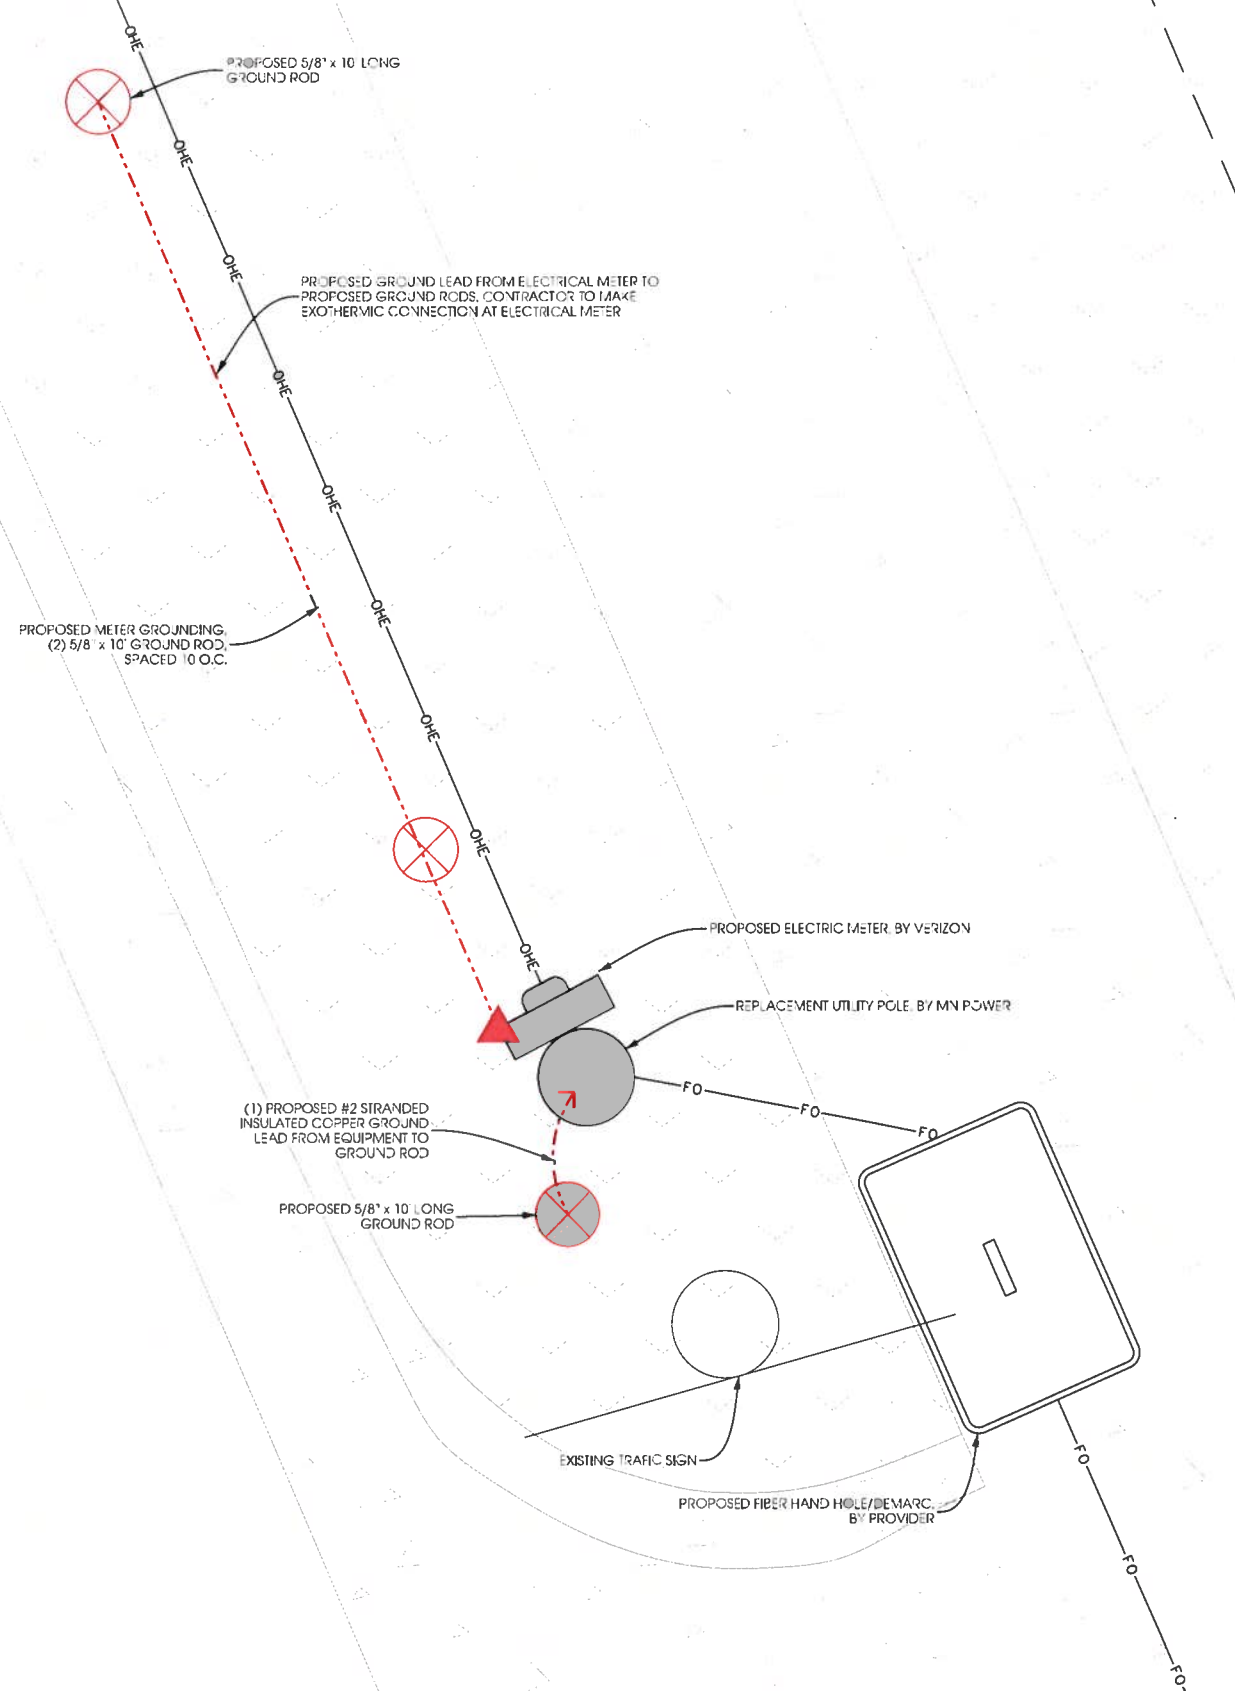 OHE
PROPOSED 5/8" x 10' LONG
GROUND ROD
OHE
OHE
PROPOSED GROUND LEAD FROM ELECTRICAL METER TO
PROPOSED GROUND RODS. CONTRACTOR TO MAKE
EXOTHERMIC CONNECTION AT ELECTRICAL METER
OHE
OHE
OHE
PROPOSED METER GROUNDING,
(2) 5/8" x 10' GROUND ROD,
SPACED 10 O.C.
OHE
OHE
PROPOSED ELECTRIC METER, BY VERIZON
OHE
REPLACEMENT UTILITY POLE, BY MN POWER
FO
FO
FO
(1) PROPOSED #2 STRANDED
INSULATED COPPER GROUND
LEAD FROM EQUIPMENT TO
GROUND ROD
PROPOSED 5/8" x 10' LONG
GROUND ROD
EXISTING TRAFIC SIGN
FO
PROPOSED FIBER HAND HOLE/DEMARC.
BY PROVIDER
FO
FO